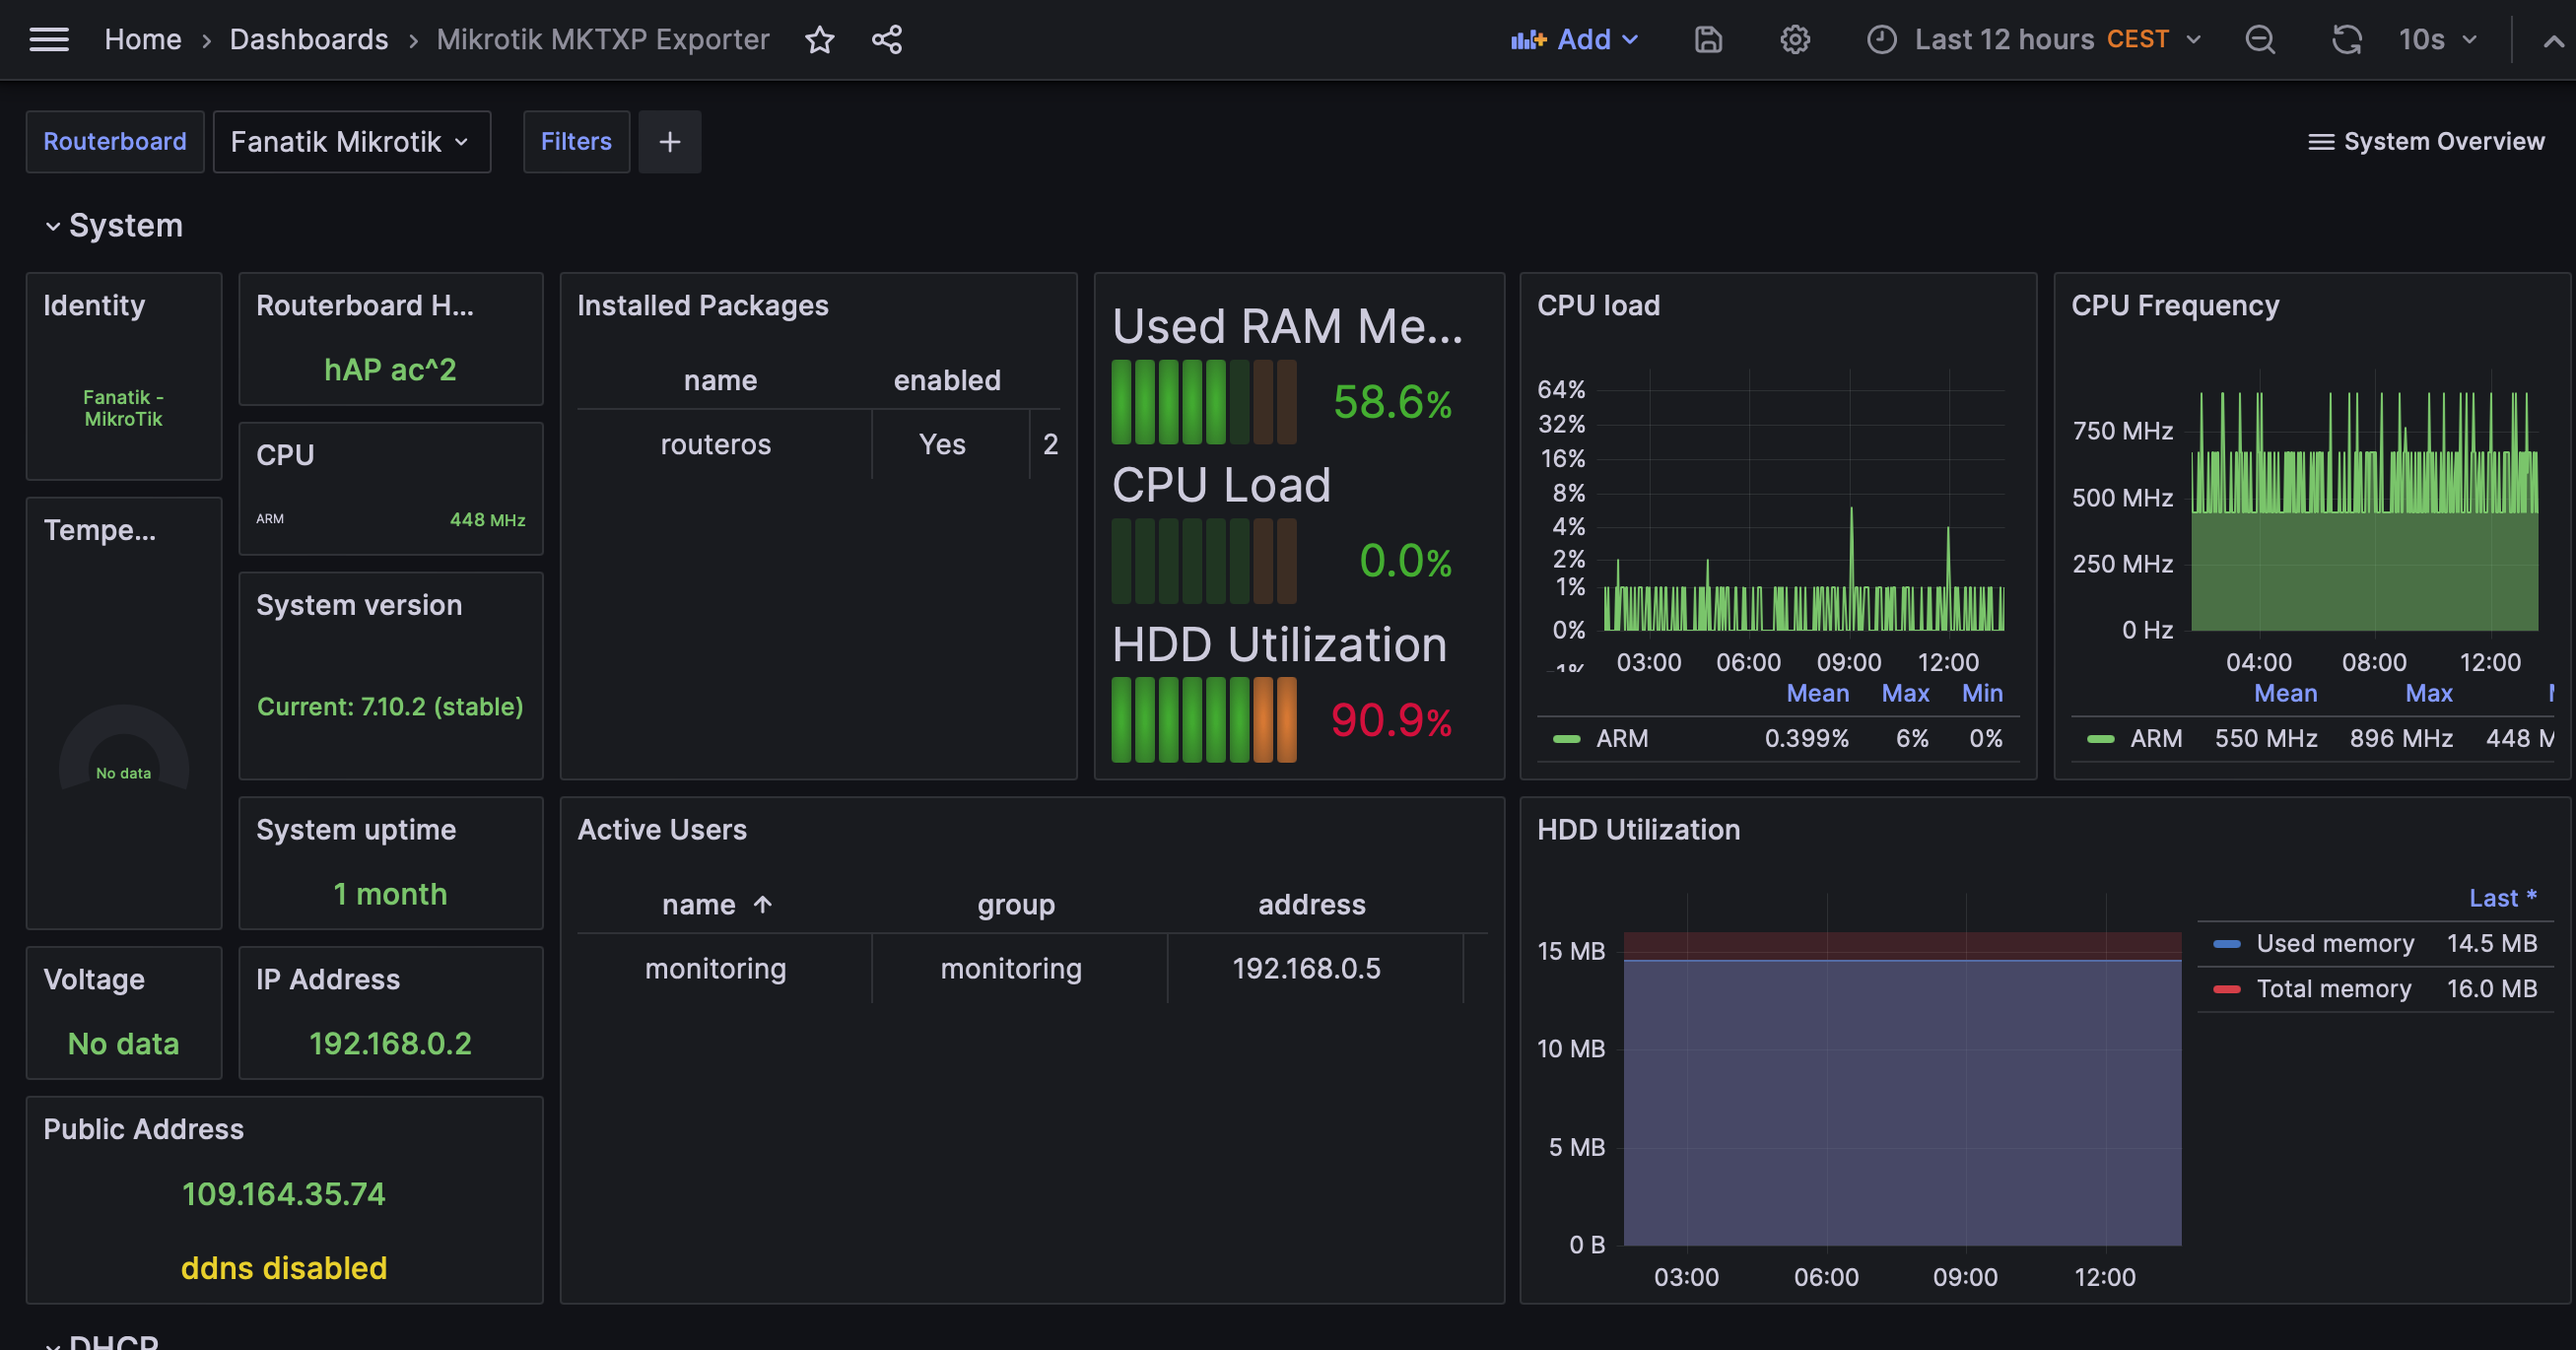 Home › Dashboards › Mikrotik MKTXP Exporter
Add
Last 12 hours CEST
10s
Routerboard
Fanatik Mikrotik
Filters
+
System Overview
System
Identity
Fanatik -
MikroTik
Routerboard H...
hAP ac^2
CPU
ARM 448 MHz
Tempe...
No data
System version
Current: 7.10.2 (stable)
System uptime
1 month
Voltage
No data
IP Address
192.168.0.2
Public Address
109.164.35.74
ddns disabled
Installed Packages
name enabled
routeros Yes 2
Used RAM Me...
58.6%
CPU Load
0.0%
HDD Utilization
90.9%
CPU load
64%
32%
16%
8%
4%
2%
1%
0%
-1%
03:00 06:00 09:00 12:00
Mean Max Min
ARM 0.399% 6% 0%
CPU Frequency
750 MHz
500 MHz
250 MHz
0 Hz
04:00 08:00 12:00
Mean Max
ARM 550 MHz 896 MHz 448 M
Active Users
name ↑ group address
monitoring monitoring 192.168.0.5
HDD Utilization
15 MB
10 MB
5 MB
0 B
03:00 06:00 09:00 12:00
Last *
Used memory 14.5 MB
Total memory 16.0 MB
DHCP